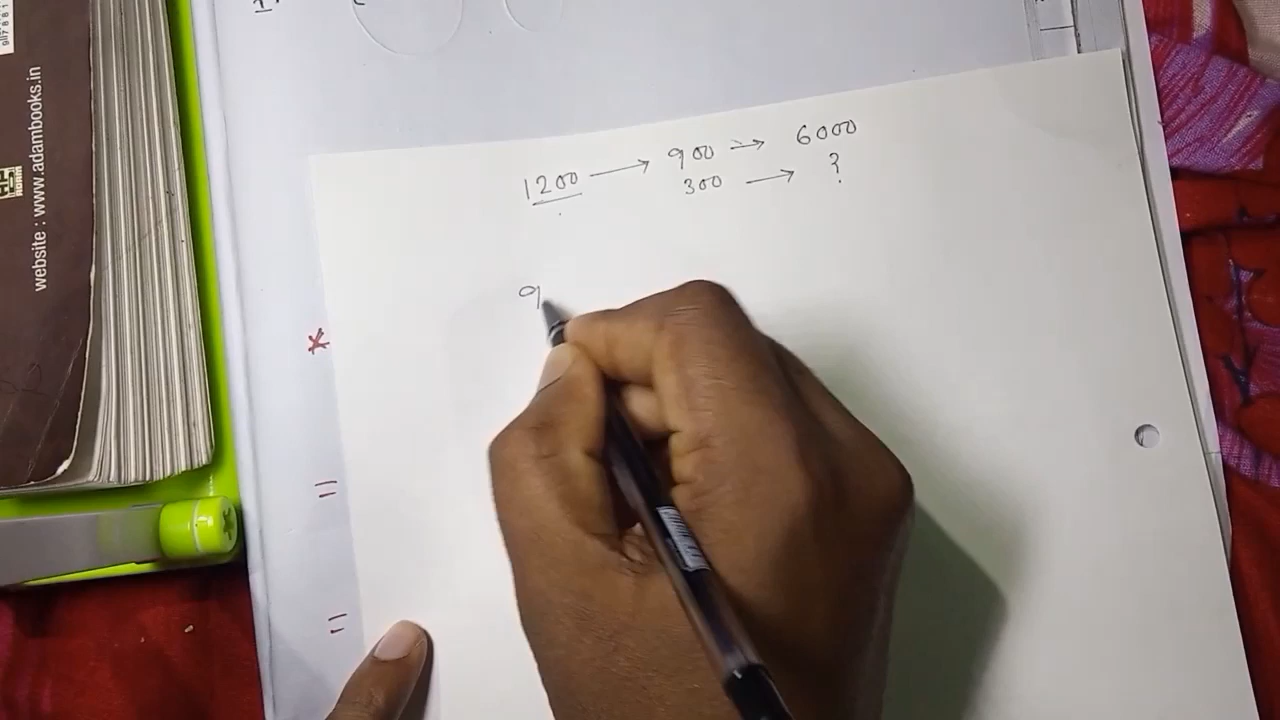 1200 → 900 → 6000
300 → ?
9
website : www.adambooks.in